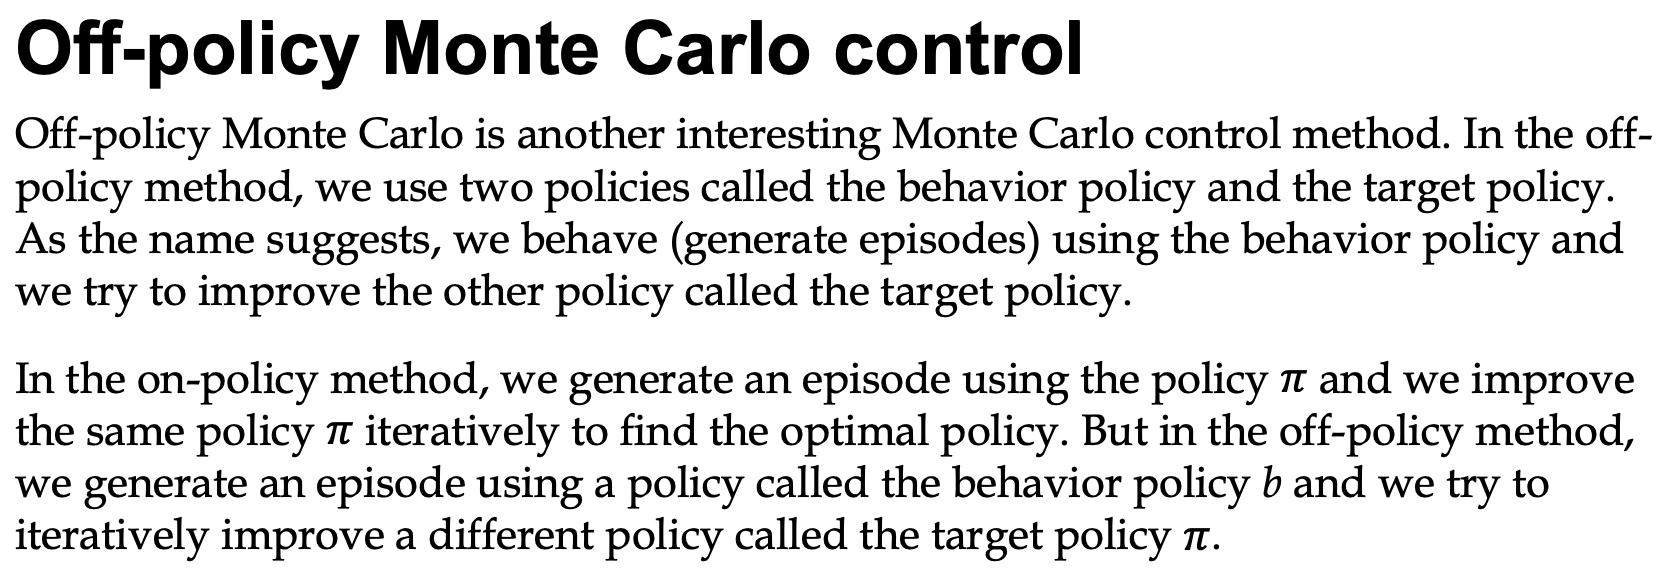 Off-policy Monte Carlo control
Off-policy Monte Carlo is another interesting Monte Carlo control method. In the off-
policy method, we use two policies called the behavior policy and the target policy.
As the name suggests, we behave (generate episodes) using the behavior policy and
we try to improve the other policy called the target policy.
In the on-policy method, we generate an episode using the policy π and we improve
the same policy π iteratively to find the optimal policy. But in the off-policy method,
we generate an episode using a policy called the behavior policy b and we try to
iteratively improve a different policy called the target policy π.